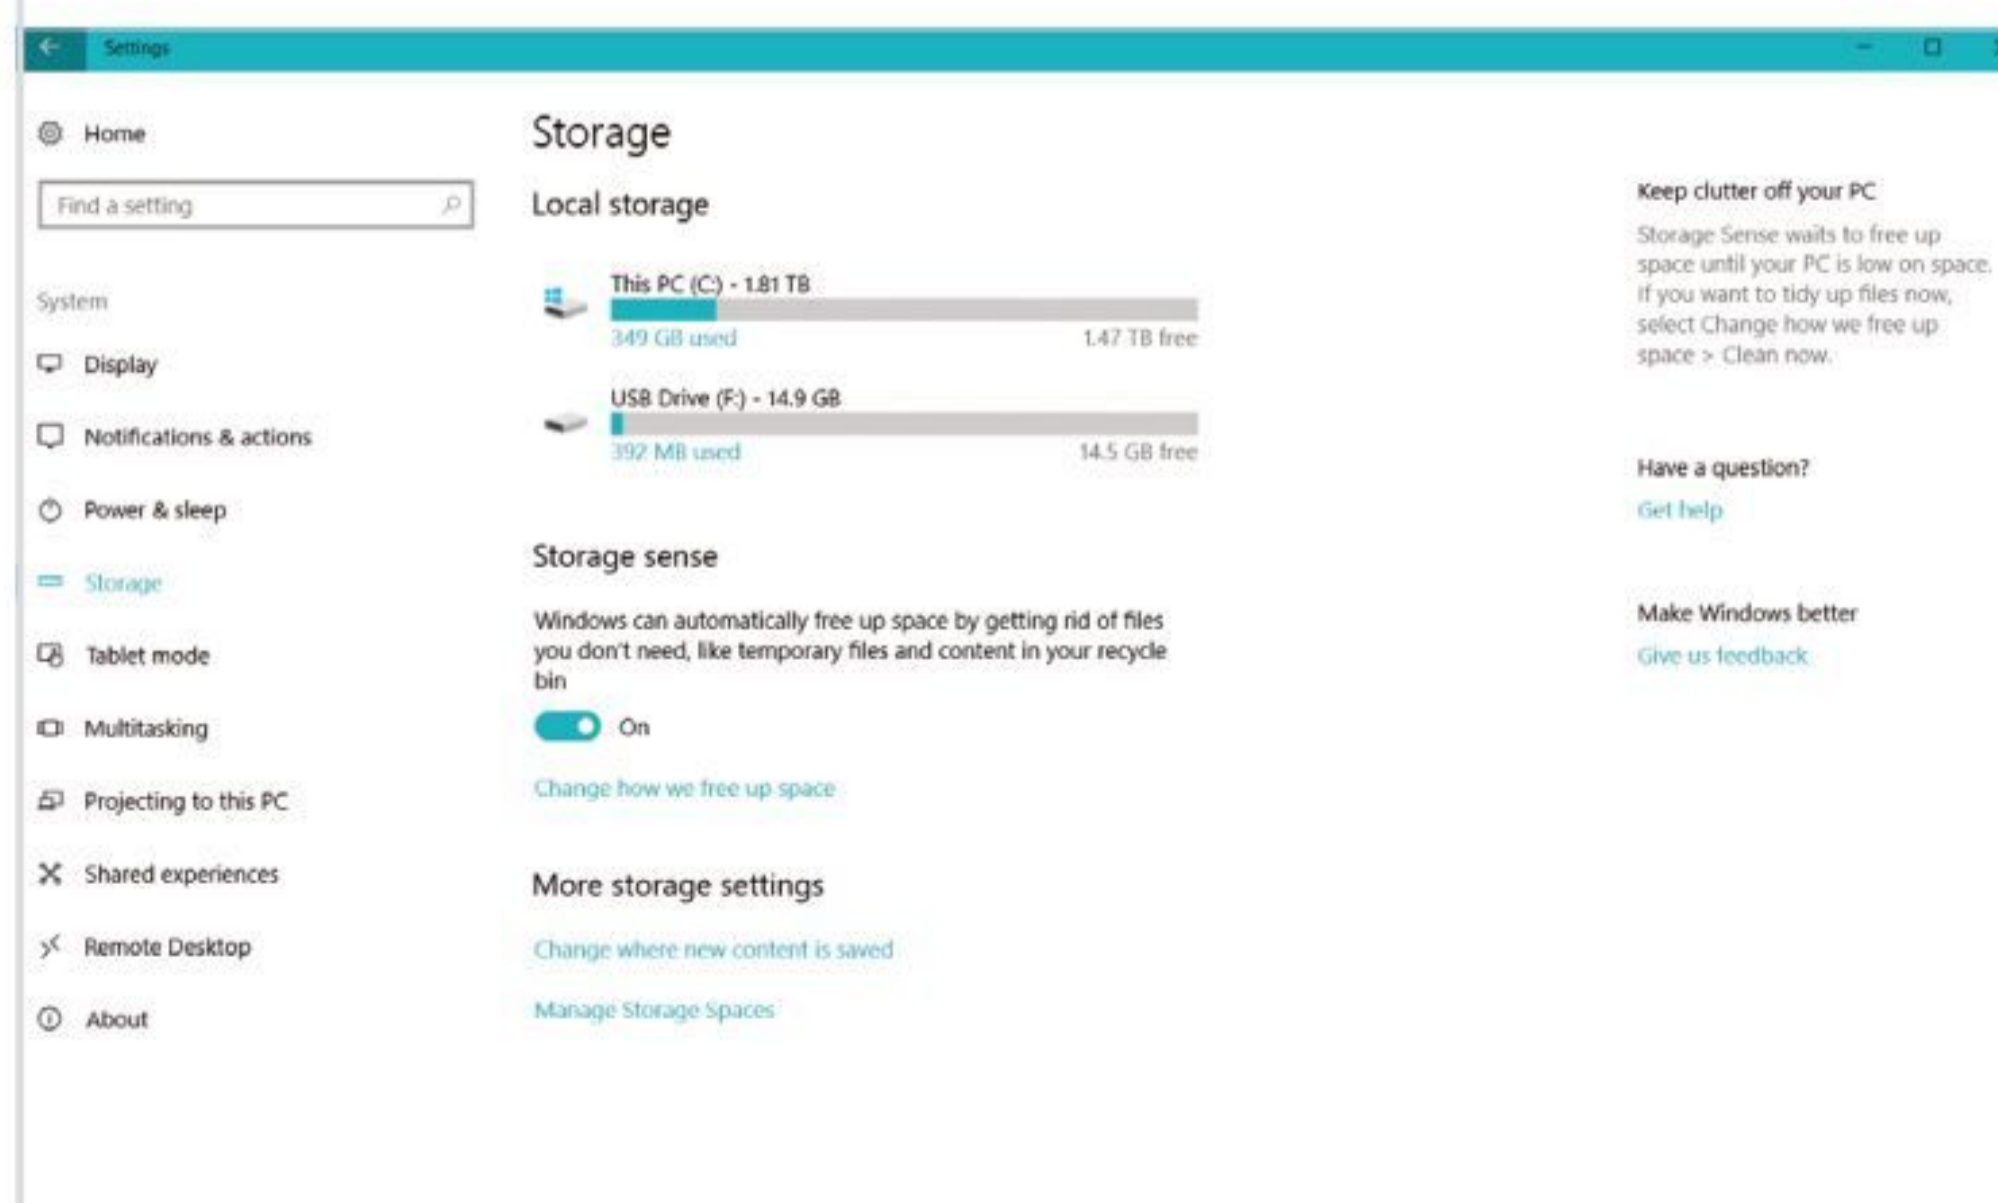 Settings
Home
Find a setting
System
Display
Notifications & actions
Power & sleep
Storage
Tablet mode
Multitasking
Projecting to this PC
Shared experiences
Remote Desktop
About
Storage
Local storage
This PC (C:) - 1.81 TB
349 GB used 1.47 TB free
USB Drive (F:) - 14.9 GB
392 MB used 14.5 GB free
Storage sense
Windows can automatically free up space by getting rid of files
you don't need, like temporary files and content in your recycle
bin
On
Change how we free up space
More storage settings
Change where new content is saved
Manage Storage Spaces
Keep clutter off your PC
Storage Sense waits to free up
space until your PC is low on space.
If you want to tidy up files now,
select Change how we free up
space > Clean now.
Have a question?
Get help
Make Windows better
Give us feedback